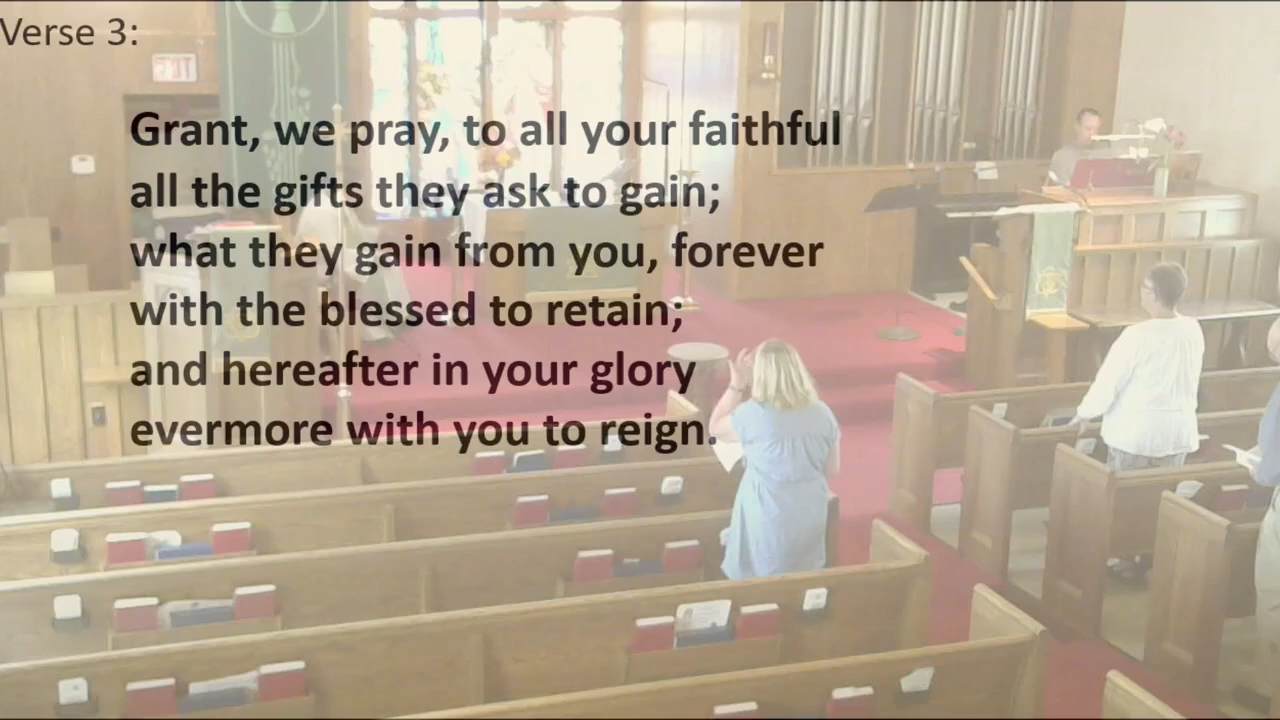 Verse 3:
EXIT
Grant, we pray, to all your faithful
all the gifts they ask to gain;
what they gain from you, forever
with the blessed to retain;
and hereafter in your glory
evermore with you to reign.